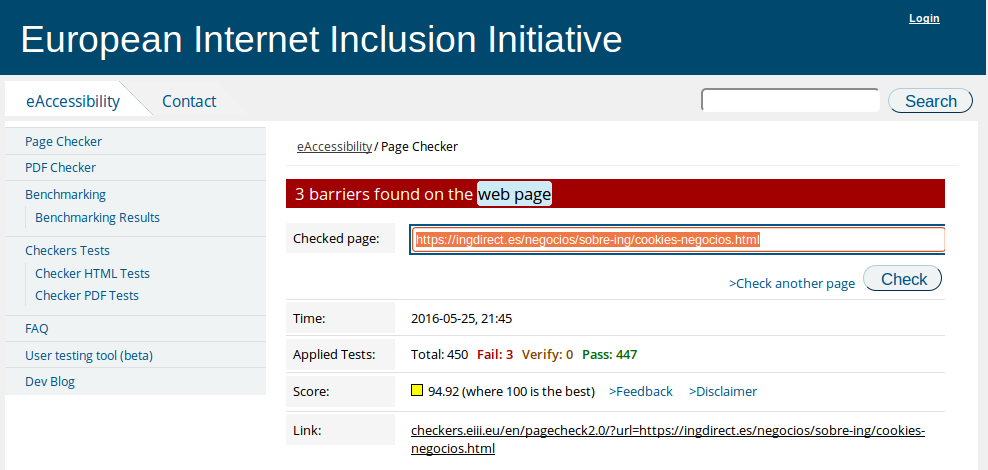 Login
European Internet Inclusion Initiative
eAccessibility
Contact
Search
Page Checker
PDF Checker
Benchmarking
Benchmarking Results
Checkers Tests
Checker HTML Tests
Checker PDF Tests
FAQ
User testing tool (beta)
Dev Blog
eAccessibility / Page Checker
3 barriers found on the web page
Checked page: https://ingdirect.es/negocios/sobre-ing/cookies-negocios.html
>Check another page Check
Time: 2016-05-25, 21:45
Applied Tests: Total: 450 Fail: 3 Verify: 0 Pass: 447
Score: 94.92 (where 100 is the best) >Feedback >Disclaimer
Link: checkers.eiii.eu/en/pagecheck2.0/?url=https://ingdirect.es/negocios/sobre-ing/cookies-
negocios.html